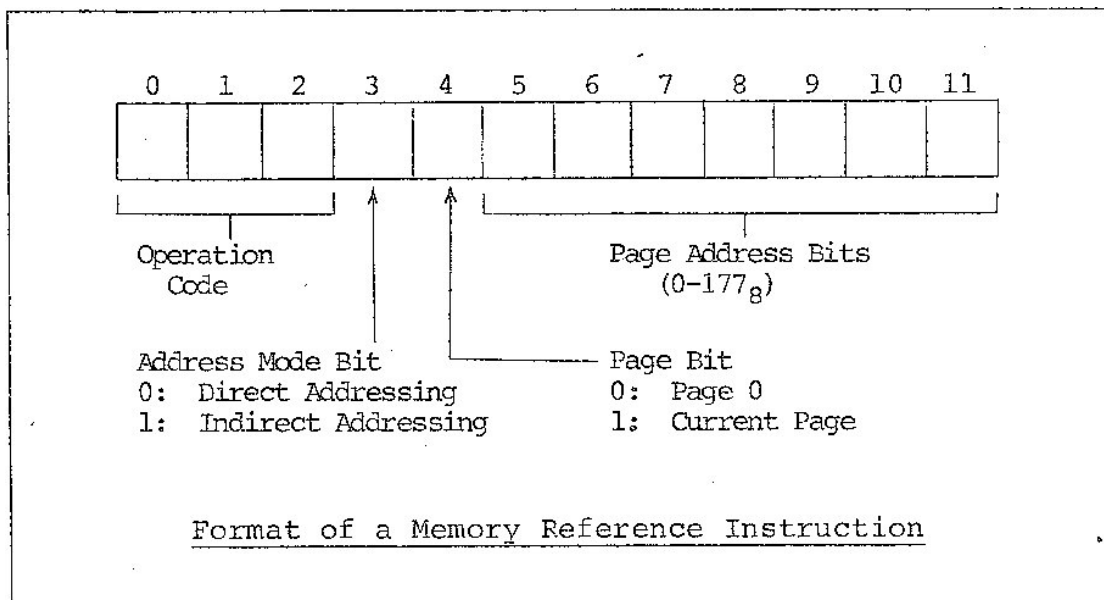 0 1 2 3 4 5 6 7 8 9 10 11
Operation
Code
Page Address Bits
(0-177₈)
Address Mode Bit
0: Direct Addressing
1: Indirect Addressing
Page Bit
0: Page 0
1: Current Page
Format of a Memory Reference Instruction